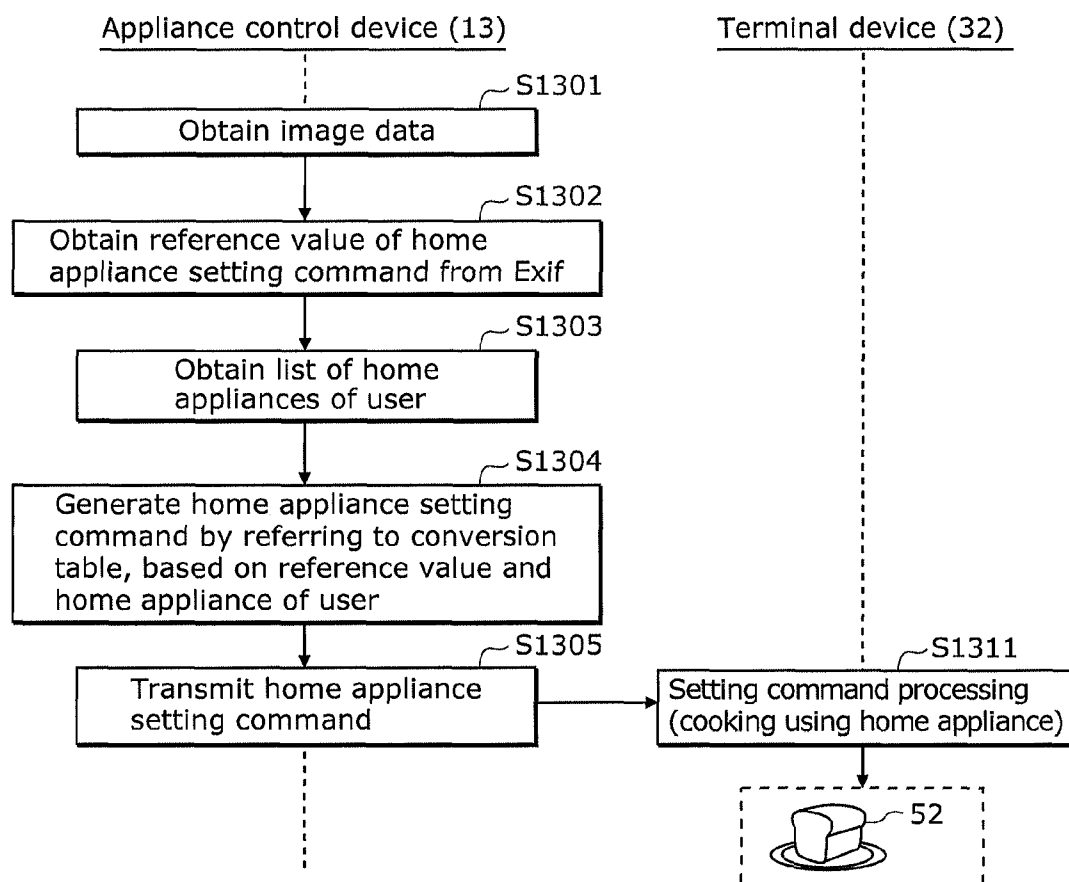 Appliance control device (13)
Terminal device (32)
S1301
Obtain image data
S1302
Obtain reference value of home
appliance setting command from Exif
S1303
Obtain list of home
appliances of user
S1304
Generate home appliance setting
command by referring to conversion
table, based on reference value and
home appliance of user
S1305
Transmit home appliance
setting command
S1311
Setting command processing
(cooking using home appliance)
52